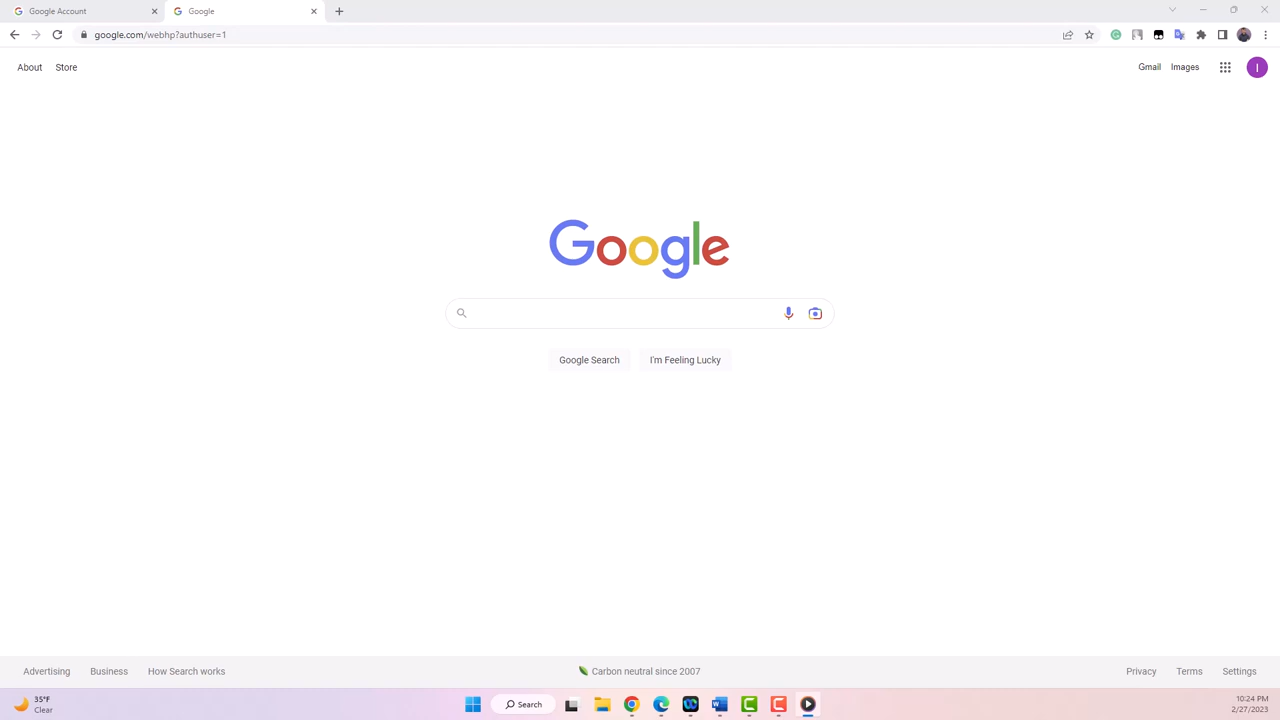 Google Account
Google
google.com/webhp?authuser=1
About Store
Gmail Images
I
Google
Google Search I'm Feeling Lucky
Advertising Business How Search works
Carbon neutral since 2007
Privacy Terms Settings
35°F
Clear
Search
10:24 PM
2/27/2023